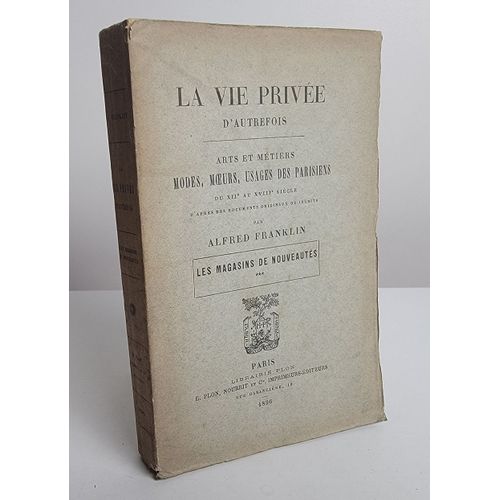 LA VIE PRIVÉE
D'AUTREFOIS
ARTS ET MÉTIERS
MODES, MŒURS, USAGES DES PARISIENS
DU XIIe AU XVIIIe SIÈCLE
D'APRÈS DES DOCUMENTS ORIGINAUX OU INÉDITS
PAR
ALFRED FRANKLIN
LES MAGASINS DE NOUVEAUTÉS
***
PARIS
LIBRAIRIE PLON
E. PLON, NOURRIT ET Cie, IMPRIMEURS-ÉDITEURS
RUE GARANCIÈRE, 10